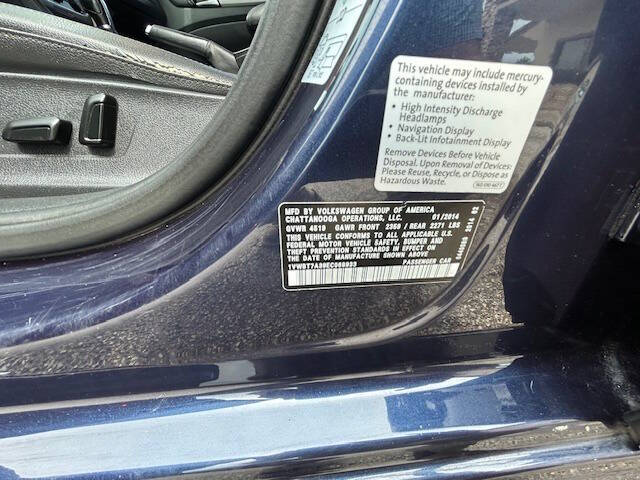 This vehicle may include mercury-
containing devices installed by
the manufacturer:
• High Intensity Discharge
Headlamps
• Navigation Display
• Back-Lit Infotainment Display
Remove Devices Before Vehicle
Disposal. Upon Removal of Devices:
Please Reuse, Recycle, or Dispose as
Hazardous Waste.
MFD BY VOLKSWAGEN GROUP OF AMERICA
CHATTANOOGA OPERATIONS, LLC. 01/2014
GVWR 4519 GAWR FRONT 2359 / REAR 2271 LBS
THIS VEHICLE CONFORMS TO ALL APPLICABLE U.S.
FEDERAL MOTOR VEHICLE SAFETY, BUMPER AND
THEFT PREVENTION STANDARDS IN EFFECT ON
THE DATE OF MANUFACTURE SHOWN ABOVE
PASSENGER CAR
2014 02